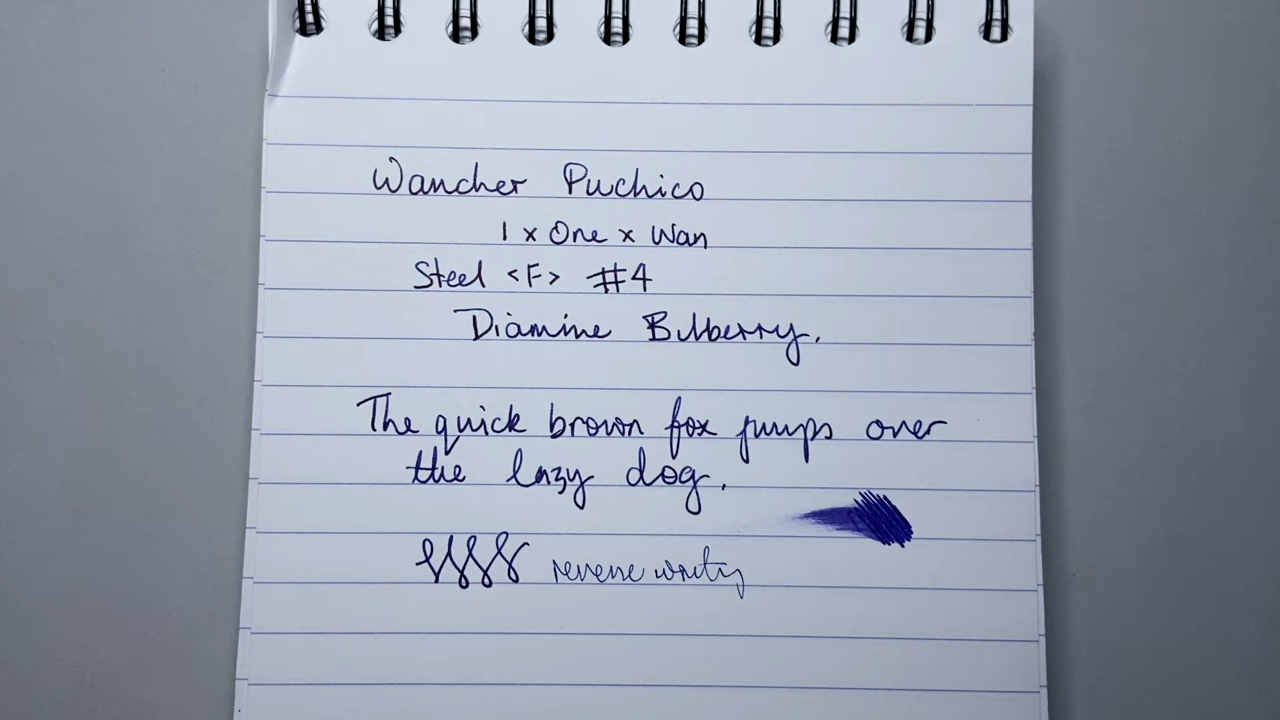 Wancher Puchico
1 x One x Wan
Steel <F> #4
Diamine Bilberry.
The quick brown fox jumps over
the lazy dog.
reverse writing